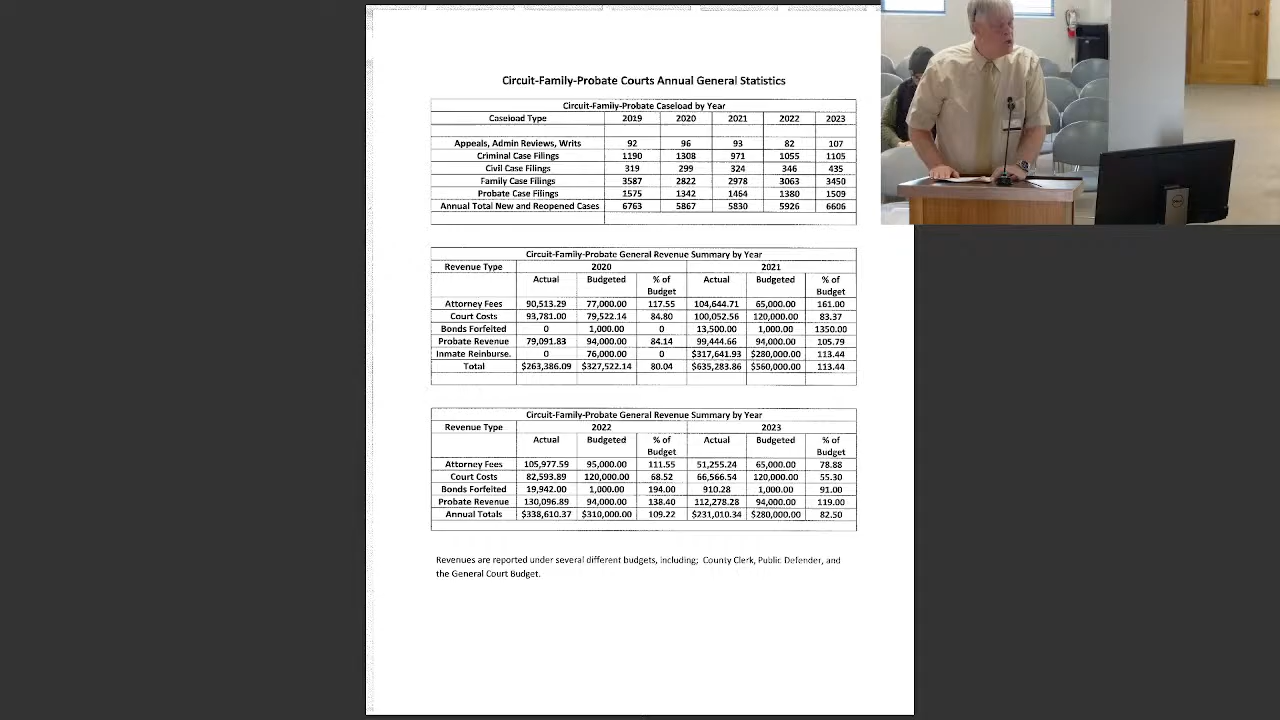 Circuit-Family-Probate Courts Annual General Statistics
Circuit-Family-Probate Caseload by Year
Caseload Type 2019 2020 2021 2022 2023
Appeals, Admin Reviews, Writs 92 96 93 82 107
Criminal Case Filings 1190 1308 971 1055 1105
Civil Case Filings 319 299 324 346 435
Family Case Filings 3587 2822 2978 3063 3450
Probate Case Filings 1575 1342 1464 1380 1509
Annual Total New and Reopened Cases 6763 5867 5830 5926 6606
Circuit-Family-Probate General Revenue Summary by Year
Revenue Type 2020 2021
Actual Budgeted % of Actual Budgeted % of
Budget Budget
Attorney Fees 90,513.29 77,000.00 117.55 104,644.71 65,000.00 161.00
Court Costs 93,781.00 79,522.14 84.80 100,052.56 120,000.00 83.37
Bonds Forfeited 0 1,000.00 0 13,500.00 1,000.00 1350.00
Probate Revenue 79,091.83 94,000.00 84.14 99,444.66 94,000.00 105.79
Inmate Reimburse. 0 76,000.00 0 $317,641.93 $280,000.00 113.44
Total $263,386.09 $327,522.14 80.04 $635,283.86 $560,000.00 113.44
Circuit-Family-Probate General Revenue Summary by Year
Revenue Type 2022 2023
Actual Budgeted % of Actual Budgeted % of
Budget Budget
Attorney Fees 105,977.59 95,000.00 111.55 51,255.24 65,000.00 78.88
Court Costs 82,593.89 120,000.00 68.52 66,566.54 120,000.00 55.30
Bonds Forfeited 19,942.00 1,000.00 194.00 910.28 1,000.00 91.00
Probate Revenue 130,096.89 94,000.00 138.40 112,278.28 94,000.00 119.00
Annual Totals $338,610.37 $310,000.00 109.22 $231,010.34 $280,000.00 82.50
Revenues are reported under several different budgets, including; County Clerk, Public Defender, and
the General Court Budget.